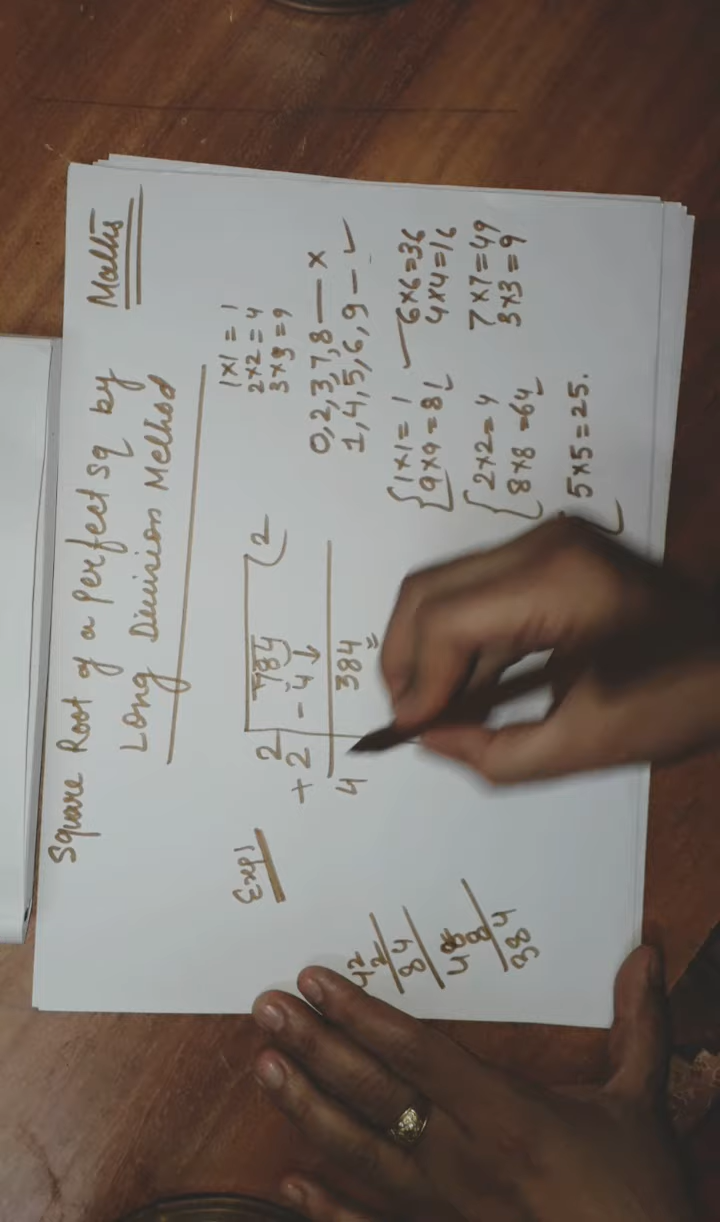 Maths
Square Root of a Perfect Sq by
Long Division Method
Exp1
2 784 2
+ 2 - 4 ↓
4 384
1×1 = 1
2×2 = 4
3×3 = 9
0,2,3,7,8 — ×
1,4,5,6,9 — ✓
1×1 = 1
9×9 = 81
6×6=36
4×4=16
2×2=4
8×8=64
7×7=49
3×3=9
5×5=25.
42
2
84
48
8
384